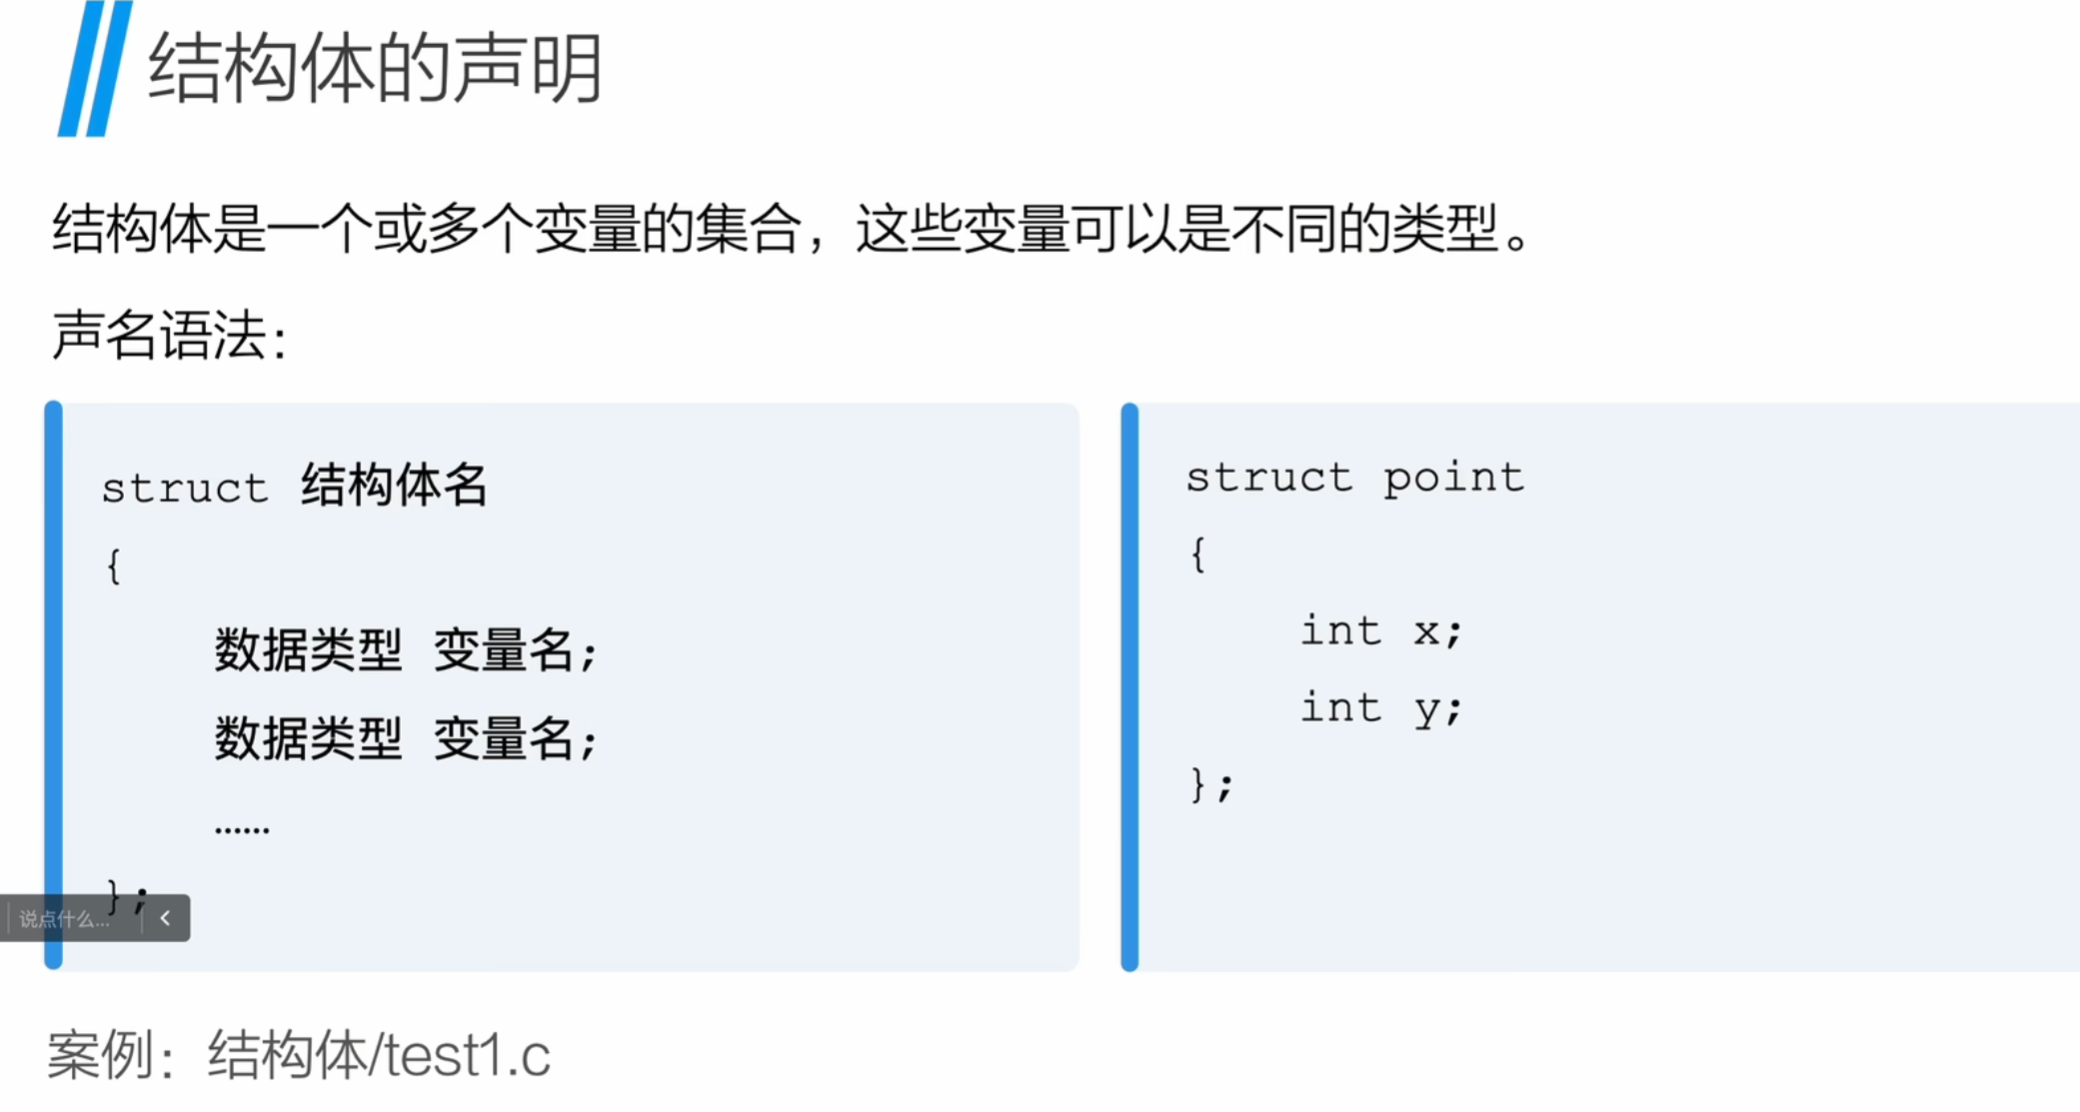 结构体的声明
结构体是一个或多个变量的集合，这些变量可以是不同的类型。
声名语法：
struct 结构体名
{
数据类型 变量名;
数据类型 变量名;
……
};
struct point
{
int x;
int y;
};
说点什么...
案例：结构体/test1.c